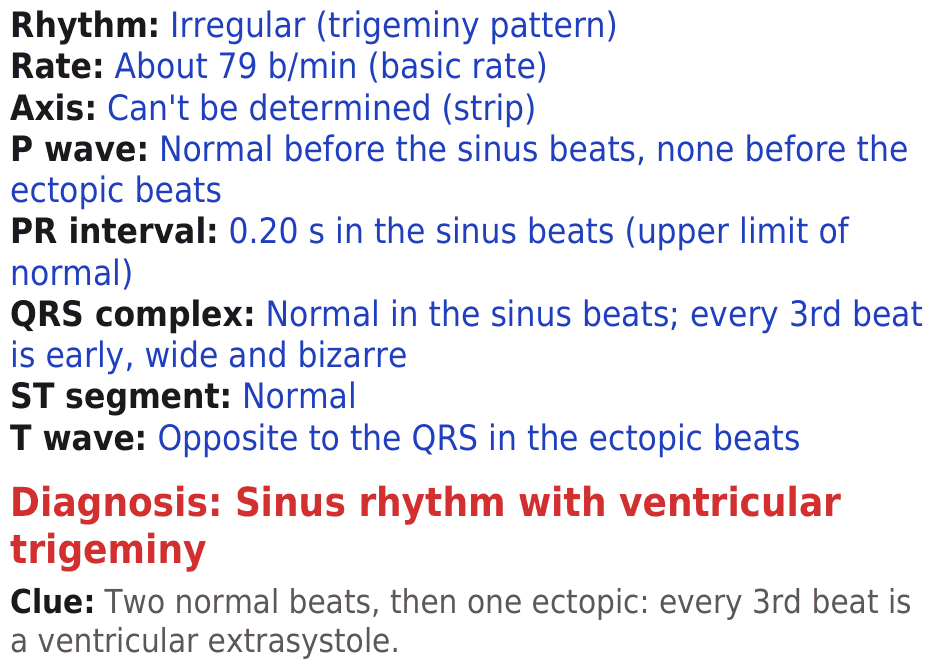 Rhythm: Irregular (trigeminy pattern)
Rate: About 79 b/min (basic rate)
Axis: Can't be determined (strip)
P wave: Normal before the sinus beats, none before the
ectopic beats
PR interval: 0.20 s in the sinus beats (upper limit of
normal)
QRS complex: Normal in the sinus beats; every 3rd beat
is early, wide and bizarre
ST segment: Normal
T wave: Opposite to the QRS in the ectopic beats
Diagnosis: Sinus rhythm with ventricular
trigeminy
Clue: Two normal beats, then one ectopic: every 3rd beat is
a ventricular extrasystole.